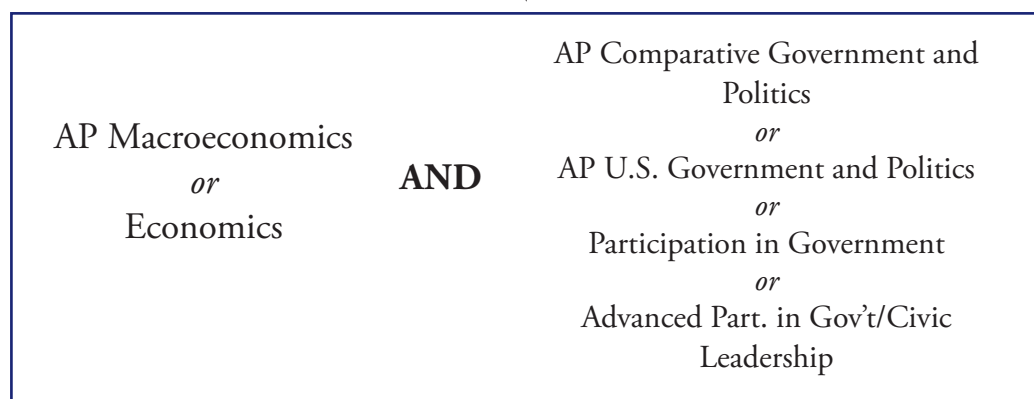 AP Macroeconomics
or
Economics
AND
AP Comparative Government and
Politics
or
AP U.S. Government and Politics
or
Participation in Government
or
Advanced Part. in Gov’t/Civic
Leadership